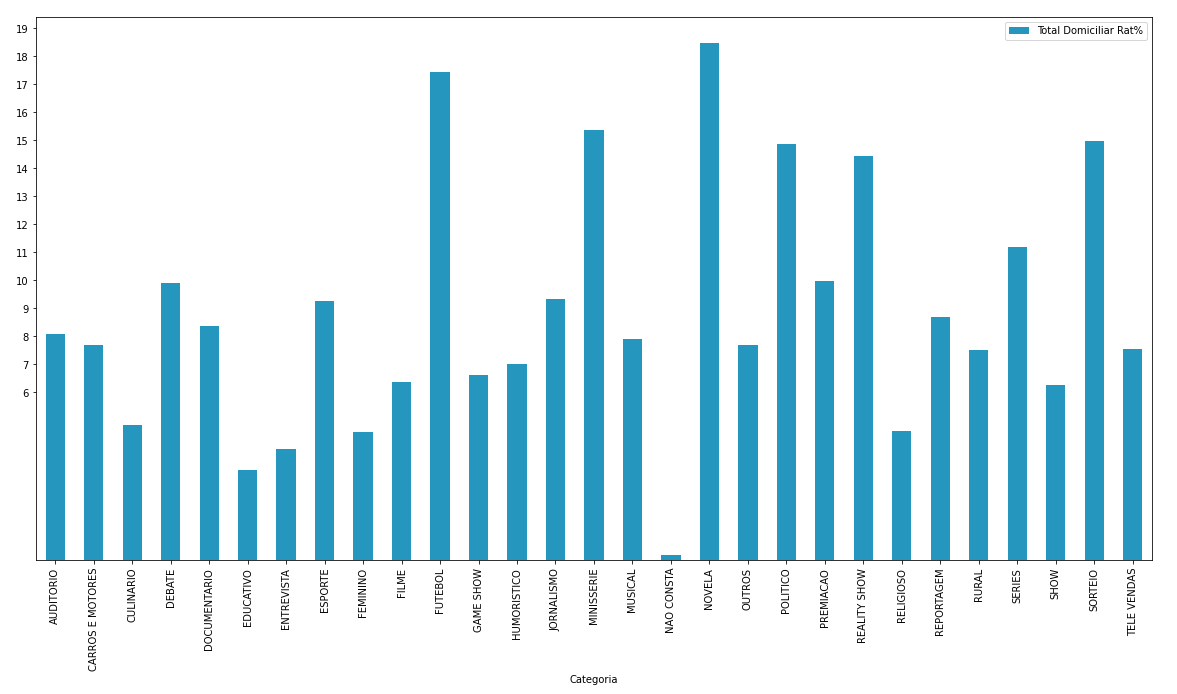 Total Domiciliar Rat%
19
18
17
16
15
14
13
12
11
10
9
8
7
6
AUDITORIO
CARROS E MOTORES
CULINARIO
DEBATE
DOCUMENTARIO
EDUCATIVO
ENTREVISTA
ESPORTE
FEMININO
FILME
FUTEBOL
GAME SHOW
HUMORISTICO
JORNALISMO
MINISSERIE
MUSICAL
NAO CONSTA
NOVELA
OUTROS
POLITICO
PREMIACAO
REALITY SHOW
RELIGIOSO
REPORTAGEM
RURAL
SERIES
SHOW
SORTEIO
TELE VENDAS
Categoria